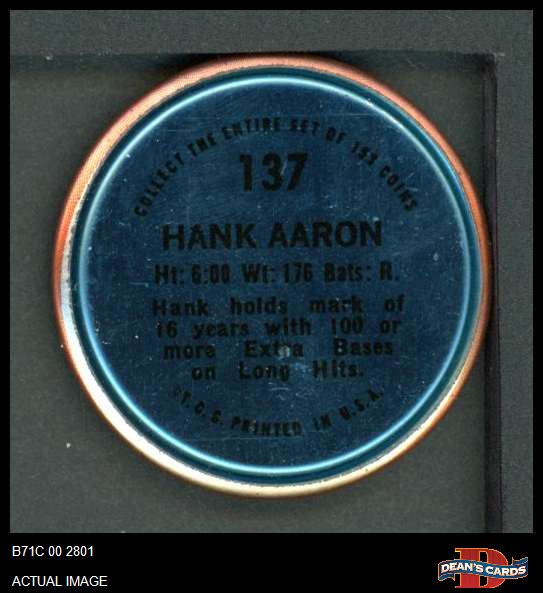 COLLECT THE ENTIRE SET OF 153 COINS
137
HANK AARON
Ht: 6:00 Wt: 176 Bats: R.
Hank holds mark of
16 years with 100 or
more Extra Bases
on Long Hits.
©T.C.G. PRINTED IN U.S.A.
B71C 00 2801
ACTUAL IMAGE
D
DEAN'S CARDS